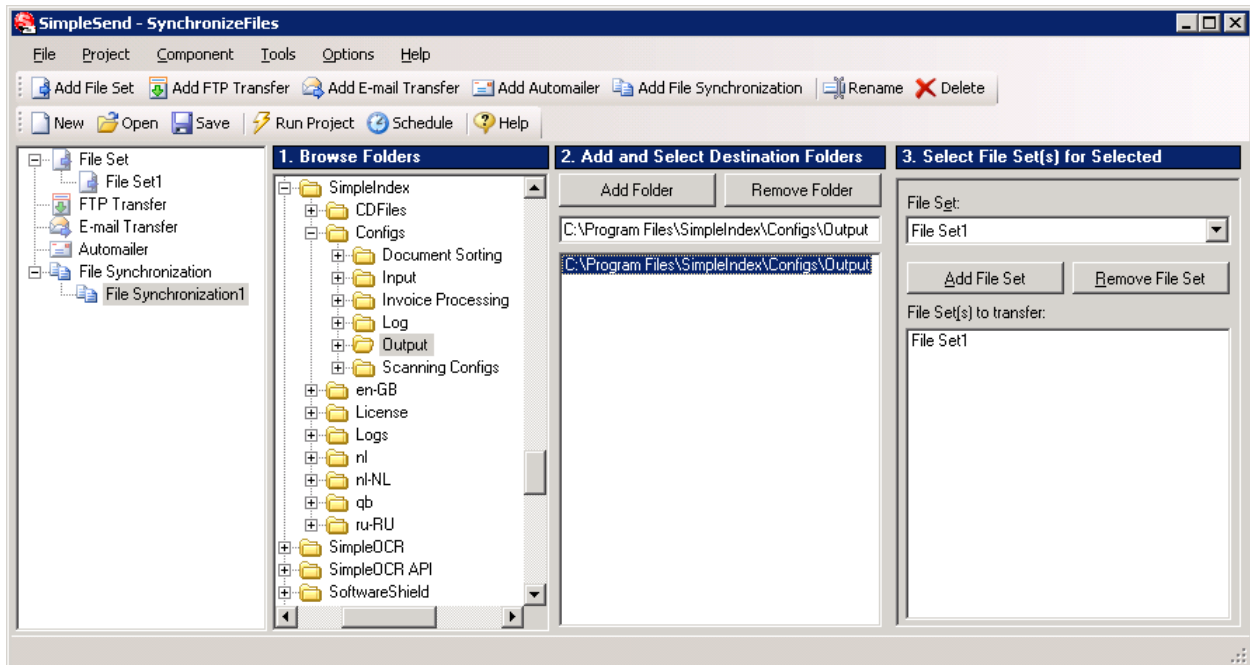 SimpleSend - SynchronizeFiles
File Project Component Tools Options Help
Add File Set Add FTP Transfer Add E-mail Transfer Add Automailer Add File Synchronization Rename Delete
New Open Save Run Project Schedule Help
File Set
File Set1
FTP Transfer
E-mail Transfer
Automailer
File Synchronization
File Synchronization1
1. Browse Folders
SimpleIndex
CDFiles
Configs
Document Sorting
Input
Invoice Processing
Log
Output
Scanning Configs
en-GB
License
Logs
nl
nl-NL
qb
ru-RU
SimpleOCR
SimpleOCR API
SoftwareShield
2. Add and Select Destination Folders
Add Folder Remove Folder
C:\Program Files\SimpleIndex\Configs\Output
C:\Program Files\SimpleIndex\Configs\Output
3. Select File Set(s) for Selected
File Set:
File Set1
Add File Set Remove File Set
File Set(s) to transfer:
File Set1